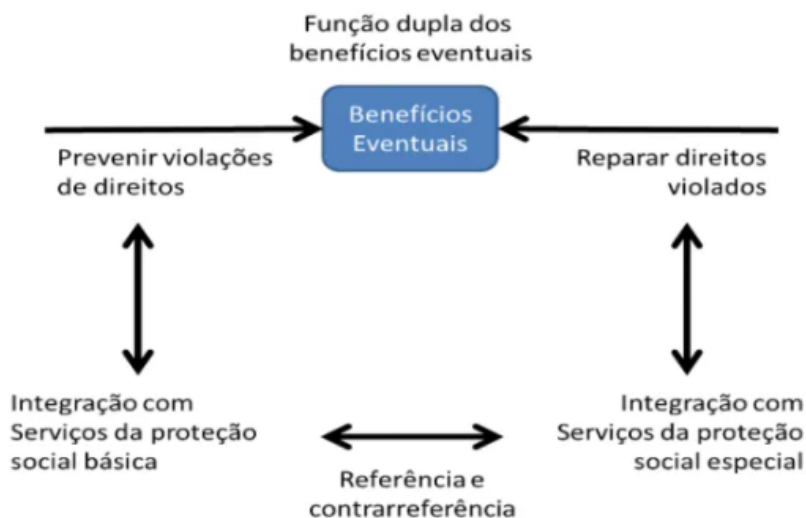 Função dupla dos
benefícios eventuais
Benefícios
Eventuais
Prevenir violações
de direitos
Reparar direitos
violados
Integração com
Serviços da proteção
social básica
Integração com
Serviços da proteção
social especial
Referência e
contrarreferência